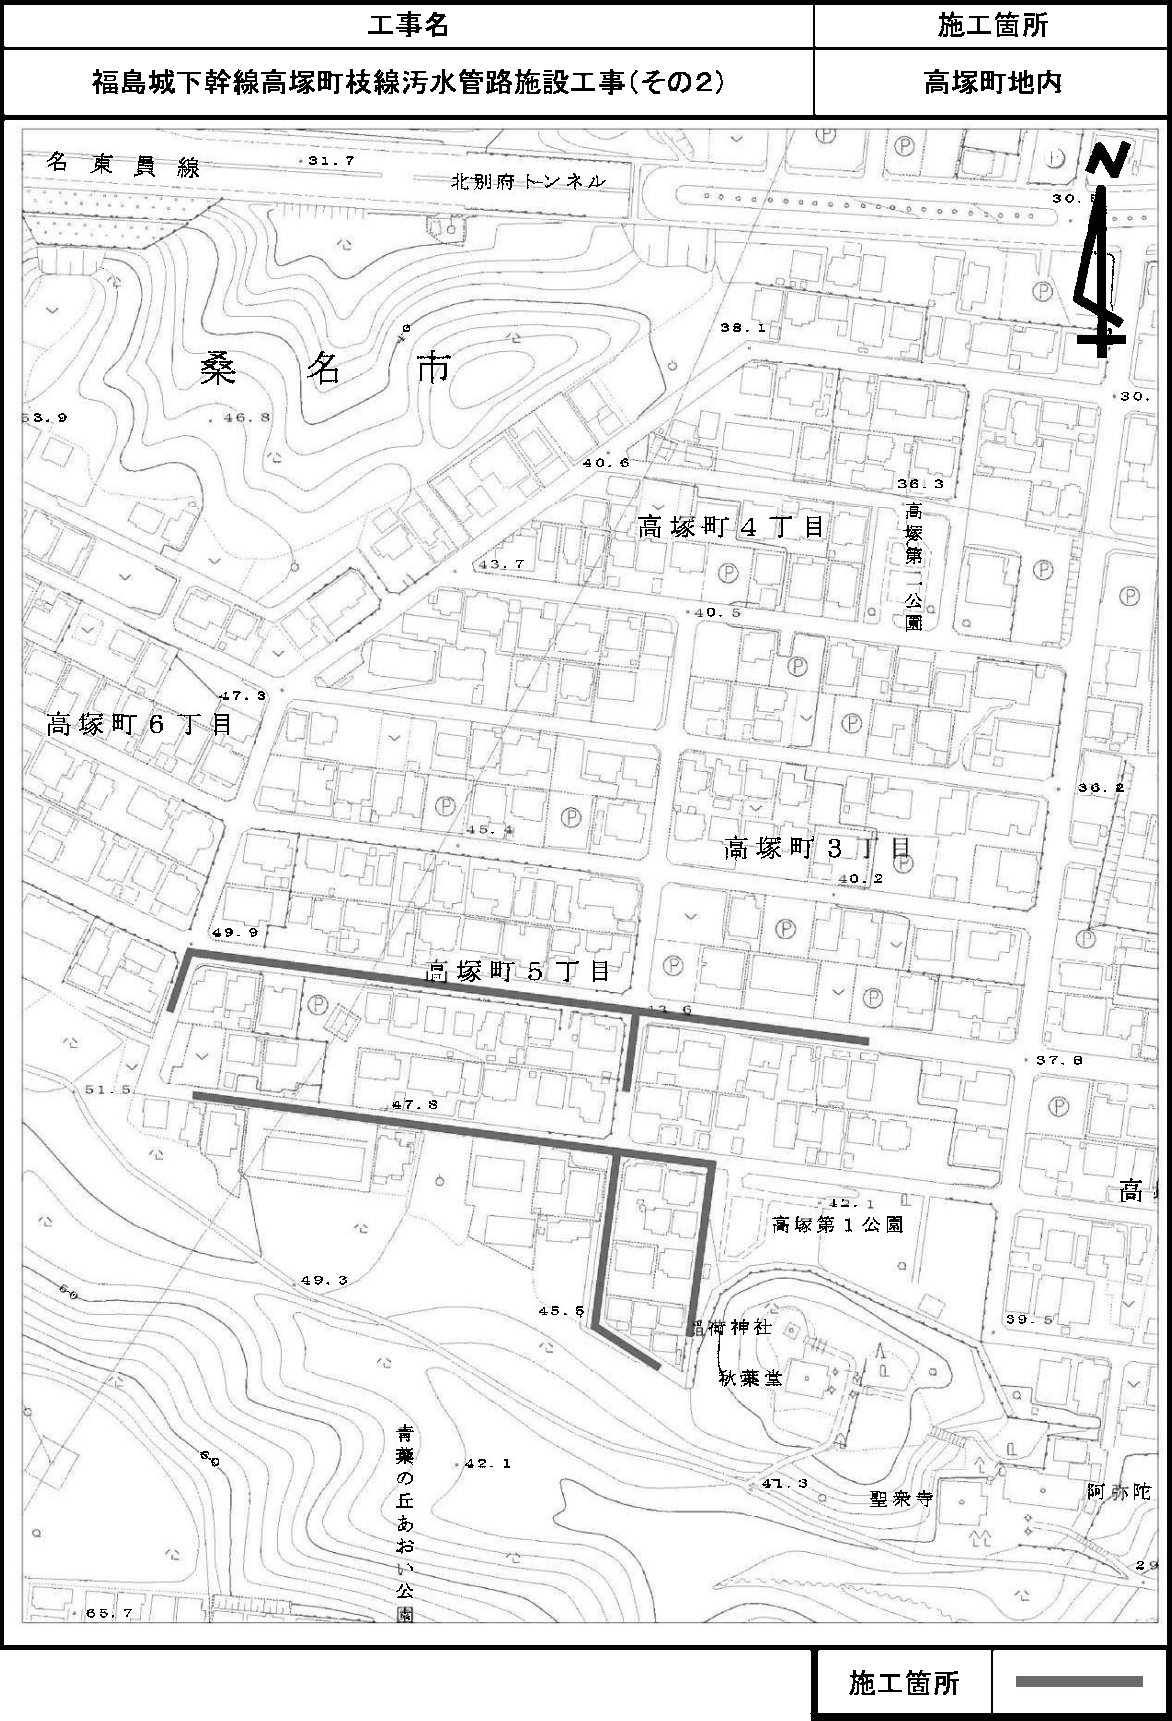 工事名
施工箇所
福島城下幹線高塚町枝線汚水管路施設工事(その2)
高塚町地内
名東員線
31.7
北別府トンネル
P
P
N
P
38.1
桑名市
30.
53.9
46.8
40.6
36.3
高塚町4丁目
高塚第二公園
43.7
P
P
P
40.5
P
47.3
高塚町6丁目
P
36.2
P
P
45.4
高塚町3丁目
P
40.2
49.9
P
P
高塚町5丁目
P
P
P
43.6
37.8
51.5
47.8
P
高
42.1
高塚第1公園
49.3
60
45.5
39.5
稲荷神社
秋葉堂
60
青葉の丘あおい公園
42.1
41.3
聖衆寺
阿弥陀
29
65.7
施工箇所